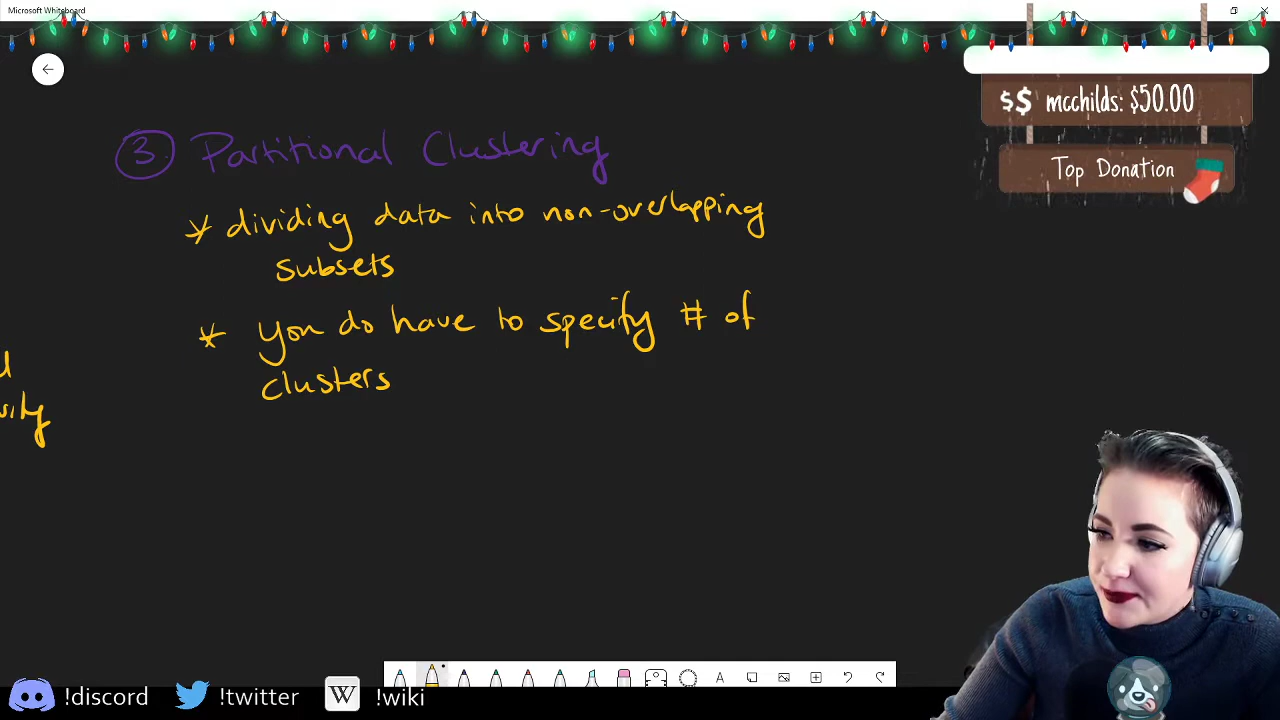 Microsoft Whiteboard
$$ mcchilds: $50.00
Top Donation
③ Partitional Clustering
* dividing data into non-overlapping
subsets
* you do have to specify # of
clusters
A
!discord
!twitter
W !wiki